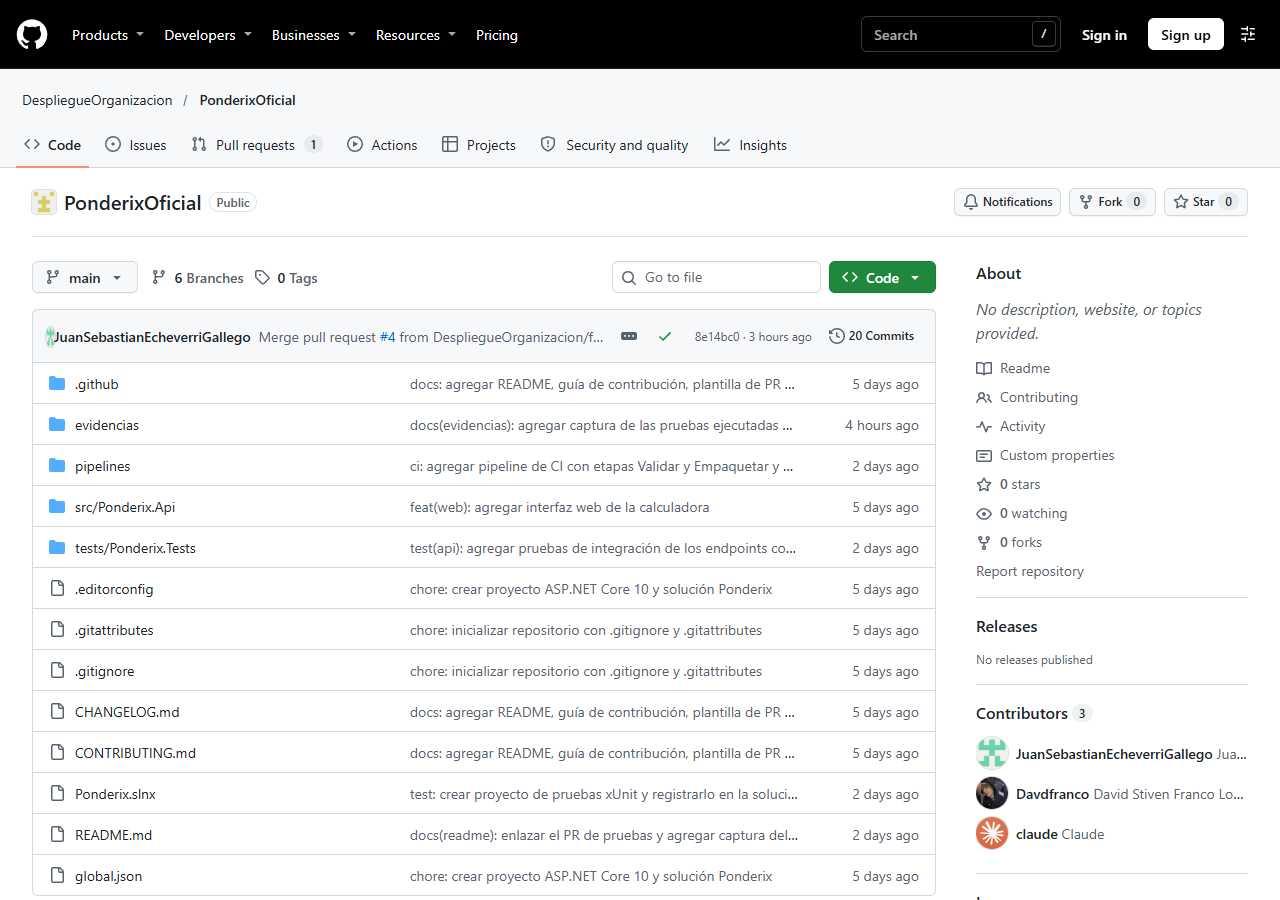 Products Developers Businesses Resources Pricing Search / Sign in Sign up
DespliegueOrganizacion / PonderixOficial
Code Issues Pull requests 1 Actions Projects Security and quality Insights
PonderixOficial Public Notifications Fork 0 Star 0
main 6 Branches 0 Tags Go to file Code
JuanSebastianEcheverriGallego Merge pull request #4 from DespliegueOrganizacion/f... 8e14bc0 · 3 hours ago 20 Commits
.github docs: agregar README, guía de contribución, plantilla de PR ... 5 days ago
evidencias docs(evidencias): agregar captura de las pruebas ejecutadas ... 4 hours ago
pipelines ci: agregar pipeline de CI con etapas Validar y Empaquetar y ... 2 days ago
src/Ponderix.Api feat(web): agregar interfaz web de la calculadora 5 days ago
tests/Ponderix.Tests test(api): agregar pruebas de integración de los endpoints co... 2 days ago
.editorconfig chore: crear proyecto ASP.NET Core 10 y solución Ponderix 5 days ago
.gitattributes chore: inicializar repositorio con .gitignore y .gitattributes 5 days ago
.gitignore chore: inicializar repositorio con .gitignore y .gitattributes 5 days ago
CHANGELOG.md docs: agregar README, guía de contribución, plantilla de PR ... 5 days ago
CONTRIBUTING.md docs: agregar README, guía de contribución, plantilla de PR ... 5 days ago
Ponderix.slnx test: crear proyecto de pruebas xUnit y registrarlo en la soluci... 2 days ago
README.md docs(readme): enlazar el PR de pruebas y agregar captura del... 2 days ago
global.json chore: crear proyecto ASP.NET Core 10 y solución Ponderix 5 days ago
About
No description, website, or topics
provided.
Readme
Contributing
Activity
Custom properties
0 stars
0 watching
0 forks
Report repository
Releases
No releases published
Contributors 3
JuanSebastianEcheverriGallego Jua...
Davdfranco David Stiven Franco Lo...
claude Claude